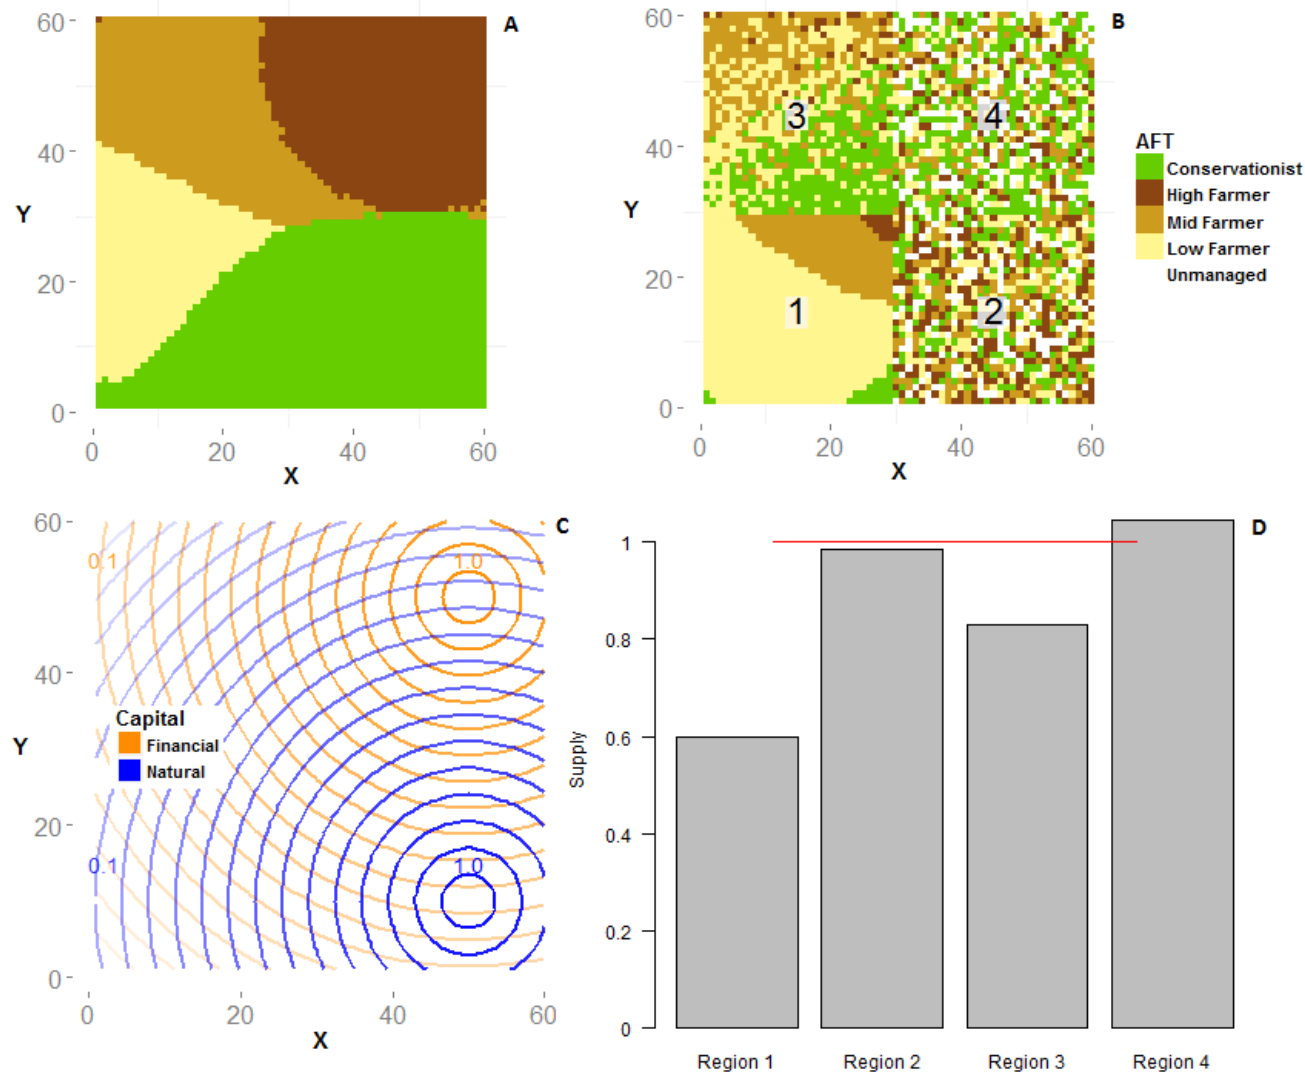 60
40
Y
20
0
0 20 40 60
X
A
60
40
Y
20
0
0 20 40 60
X
B
3 4
1 2
AFT
Conservationist
High Farmer
Mid Farmer
Low Farmer
Unmanaged
60
40
Y
20
0
0 20 40 60
X
C
0.1 1.0
Capital
Financial
Natural
0.1 1.0
D
1
0.8
0.6
0.4
0.2
0
Supply
Region 1 Region 2 Region 3 Region 4